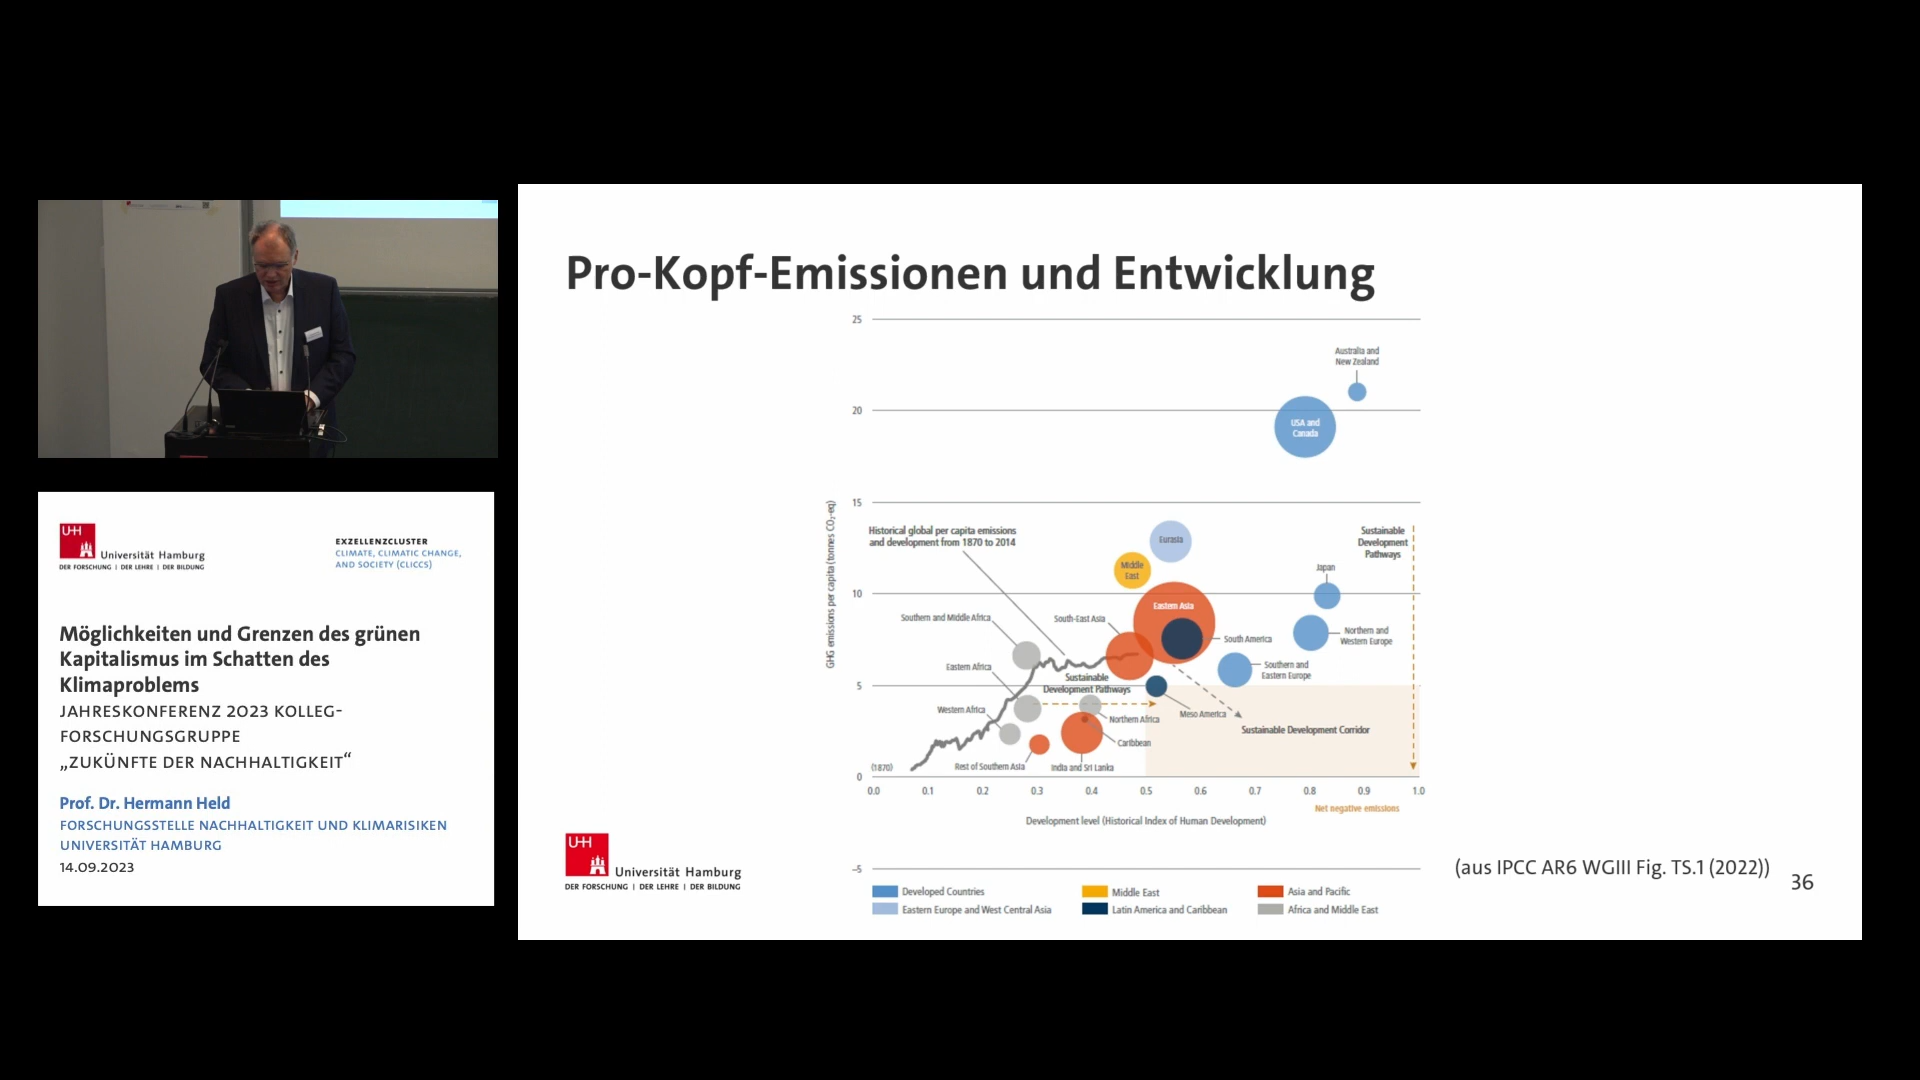 U+H
Universität Hamburg
DER FORSCHUNG | DER LEHRE | DER BILDUNG
EXZELLENZCLUSTER
CLIMATE, CLIMATIC CHANGE,
AND SOCIETY (CLICCS)
Möglichkeiten und Grenzen des grünen
Kapitalismus im Schatten des
Klimaproblems
JAHRESKONFERENZ 2023 KOLLEG-
FORSCHUNGSGRUPPE
„ZUKÜNFTE DER NACHHALTIGKEIT“
Prof. Dr. Hermann Held
FORSCHUNGSSTELLE NACHHALTIGKEIT UND KLIMARISIKEN
UNIVERSITÄT HAMBURG
14.09.2023
Pro-Kopf-Emissionen und Entwicklung
25
Australia and
New Zealand
20
USA and
Canada
15
GHG emissions per capita (tonnes CO₂-eq)
Historical global per capita emissions
and development from 1870 to 2014
Eurasia
Sustainable
Development
Pathways
Middle
East
Japan
10
Eastern Asia
Southern and Middle Africa
South-East Asia
South America
Northern and
Western Europe
Eastern Africa
Southern and
Eastern Europe
Sustainable
Development Pathways
5
Western Africa
Northern Africa
Meso America
Sustainable Development Corridor
Caribbean
(1870)
Rest of Southern Asia
India and Sri Lanka
0
0.0 0.1 0.2 0.3 0.4 0.5 0.6 0.7 0.8 0.9 1.0
Net negative emissions
Development level (Historical Index of Human Development)
–5
Developed Countries
Middle East
Asia and Pacific
Eastern Europe and West Central Asia
Latin America and Caribbean
Africa and Middle East
U+H
Universität Hamburg
DER FORSCHUNG | DER LEHRE | DER BILDUNG
(aus IPCC AR6 WGIII Fig. TS.1 (2022))
36